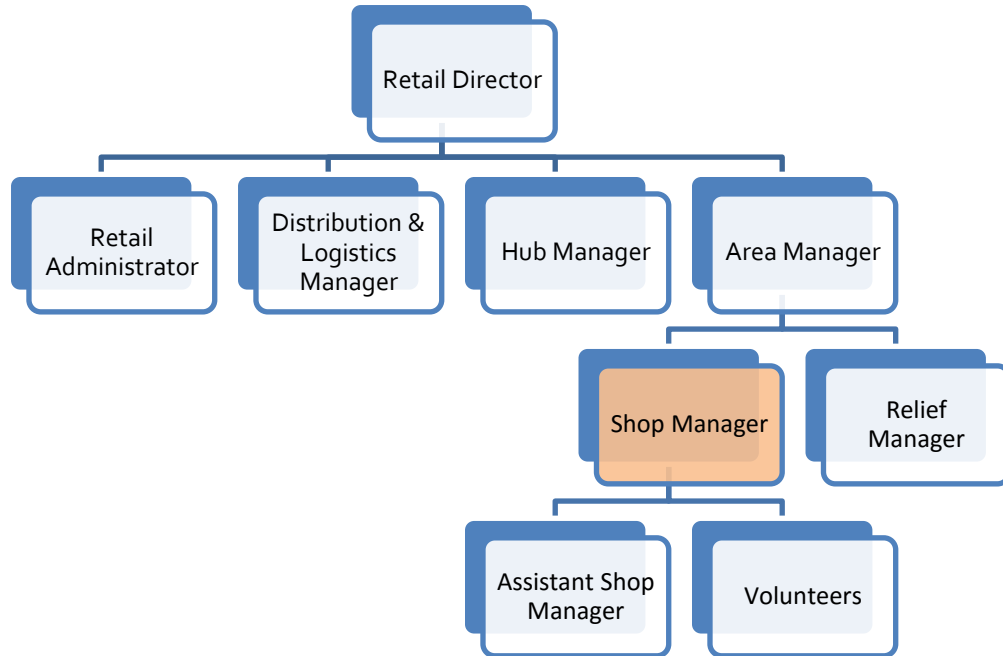 Retail Director
Retail
Administrator
Distribution &
Logistics
Manager
Hub Manager
Area Manager
Shop Manager
Relief
Manager
Assistant Shop
Manager
Volunteers